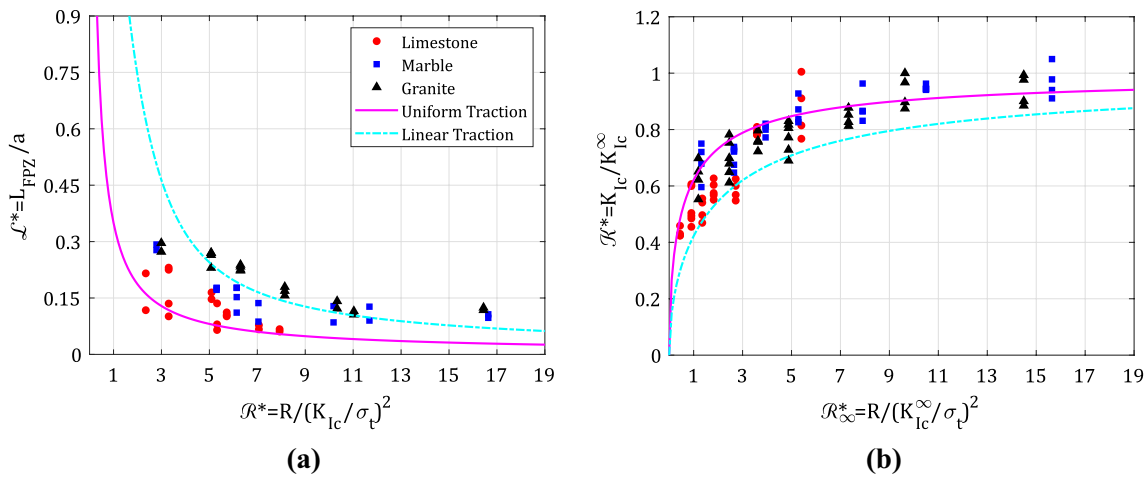 0.9
0.75
0.6
0.45
0.3
0.15
0
1 3 5 7 9 11 13 15 17 19
ℒ*=L_FPZ/a
ℛ*=R/(K_Ic/σ_t)^2
Limestone
Marble
Granite
Uniform Traction
Linear Traction
(a)
1.2
1
0.8
0.6
0.4
0.2
0
1 3 5 7 9 11 13 15 17 19
ℛ*=K_Ic/K_Ic^∞
ℛ*_∞=R/(K_Ic^∞/σ_t)^2
(b)